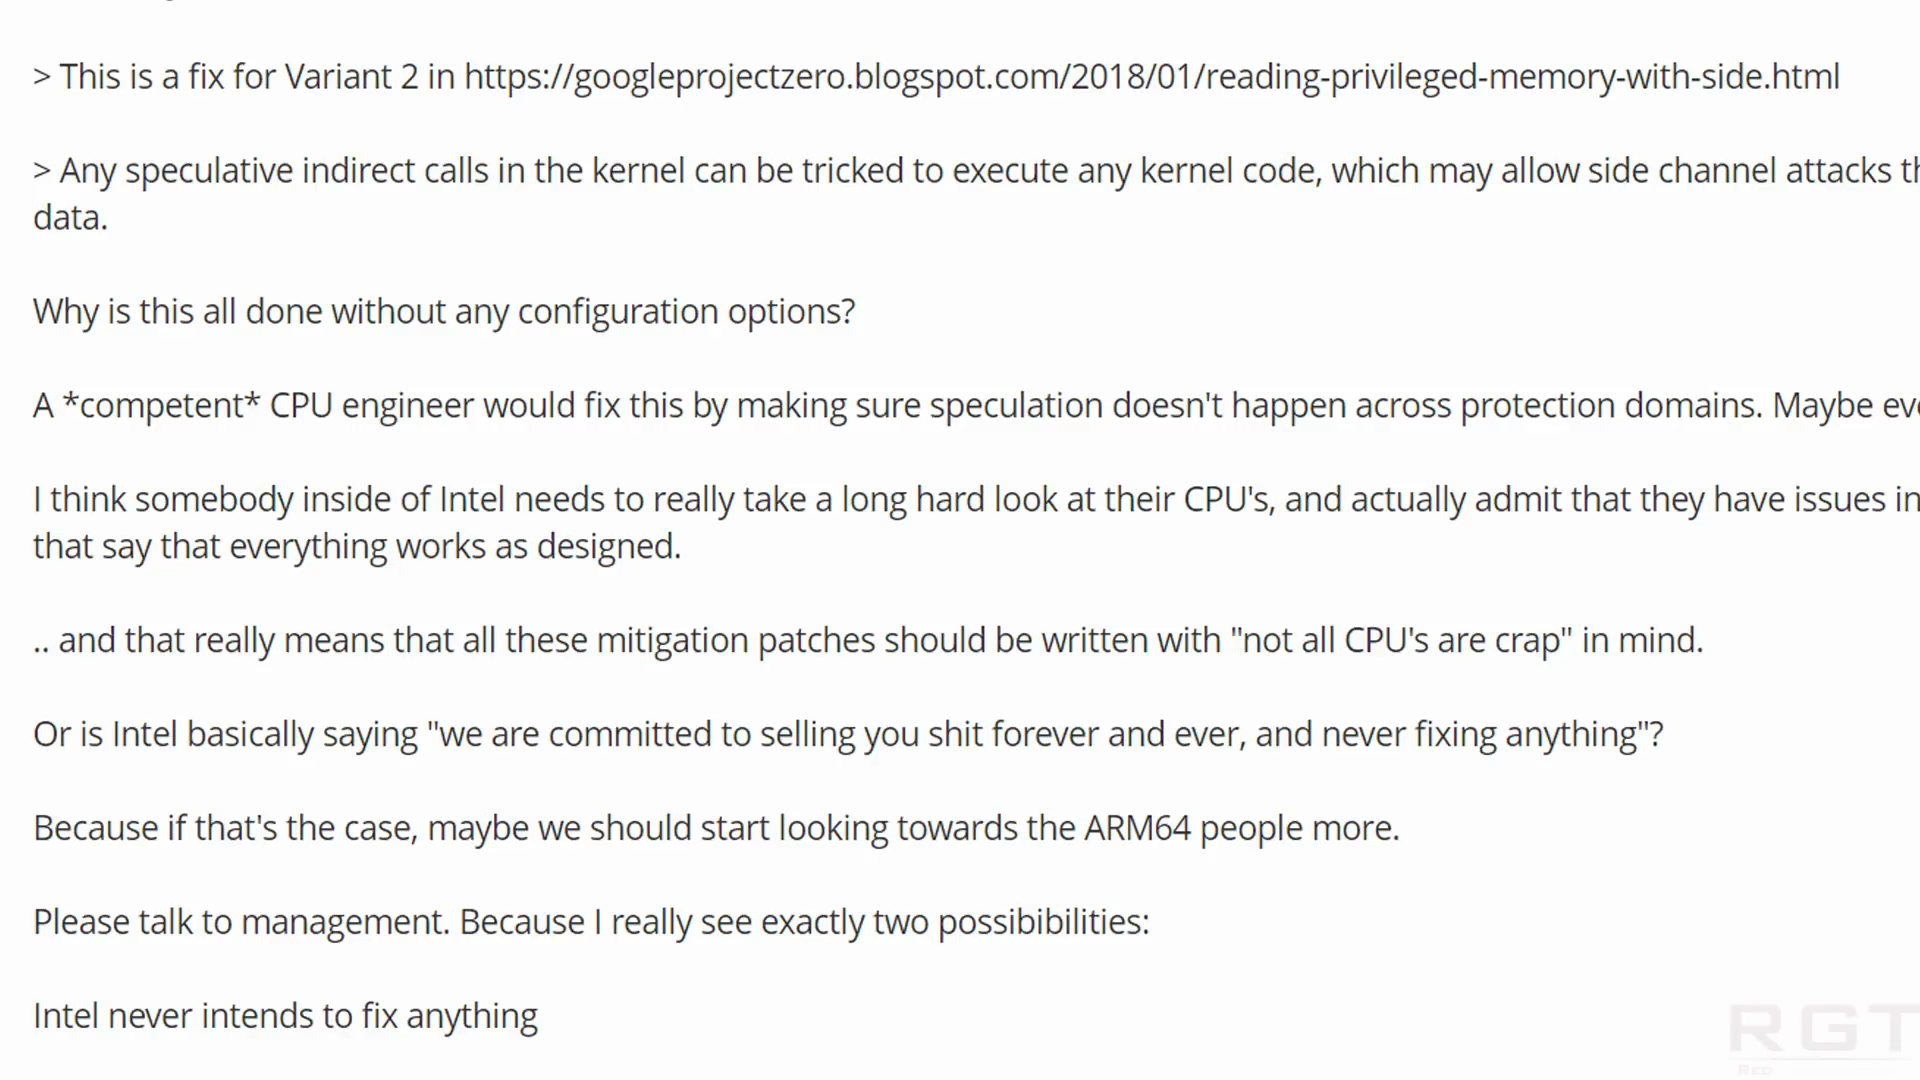 > This is a fix for Variant 2 in https://googleprojectzero.blogspot.com/2018/01/reading-privileged-memory-with-side.html
> Any speculative indirect calls in the kernel can be tricked to execute any kernel code, which may allow side channel attacks
data.
Why is this all done without any configuration options?
A *competent* CPU engineer would fix this by making sure speculation doesn't happen across protection domains. Maybe
I think somebody inside of Intel needs to really take a long hard look at their CPU's, and actually admit that they have issues
that say that everything works as designed.
.. and that really means that all these mitigation patches should be written with "not all CPU's are crap" in mind.
Or is Intel basically saying "we are committed to selling you shit forever and ever, and never fixing anything"?
Because if that's the case, maybe we should start looking towards the ARM64 people more.
Please talk to management. Because I really see exactly two possibibilities:
Intel never intends to fix anything
RGT